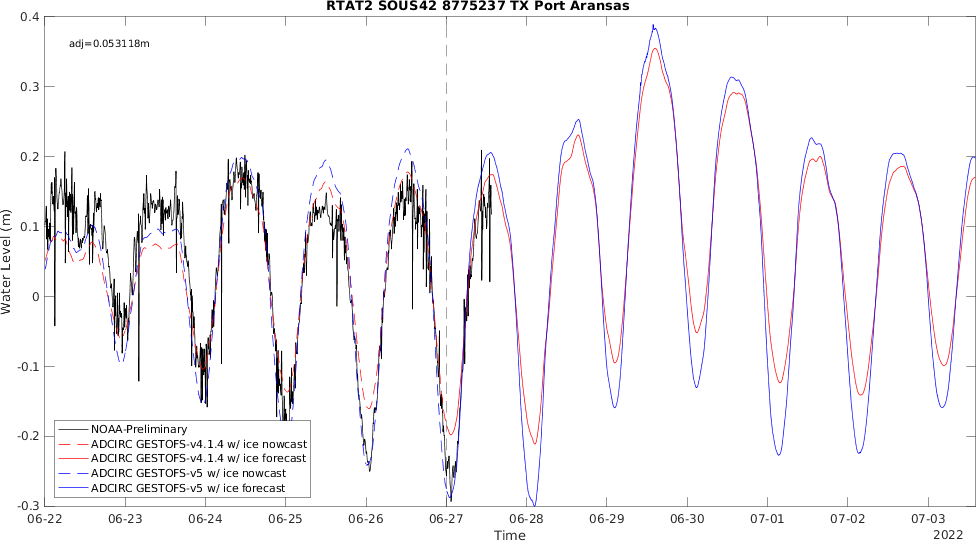 RTAT2 SOUS42 8775237 TX Port Aransas
adj=0.053118m
Water Level (m)
0.4
0.3
0.2
0.1
0
-0.1
-0.2
-0.3
NOAA-Preliminary
ADCIRC GESTOFS-v4.1.4 w/ ice nowcast
ADCIRC GESTOFS-v4.1.4 w/ ice forecast
ADCIRC GESTOFS-v5 w/ ice nowcast
ADCIRC GESTOFS-v5 w/ ice forecast
06-22 06-23 06-24 06-25 06-26 06-27 06-28 06-29 06-30 07-01 07-02 07-03
Time
2022